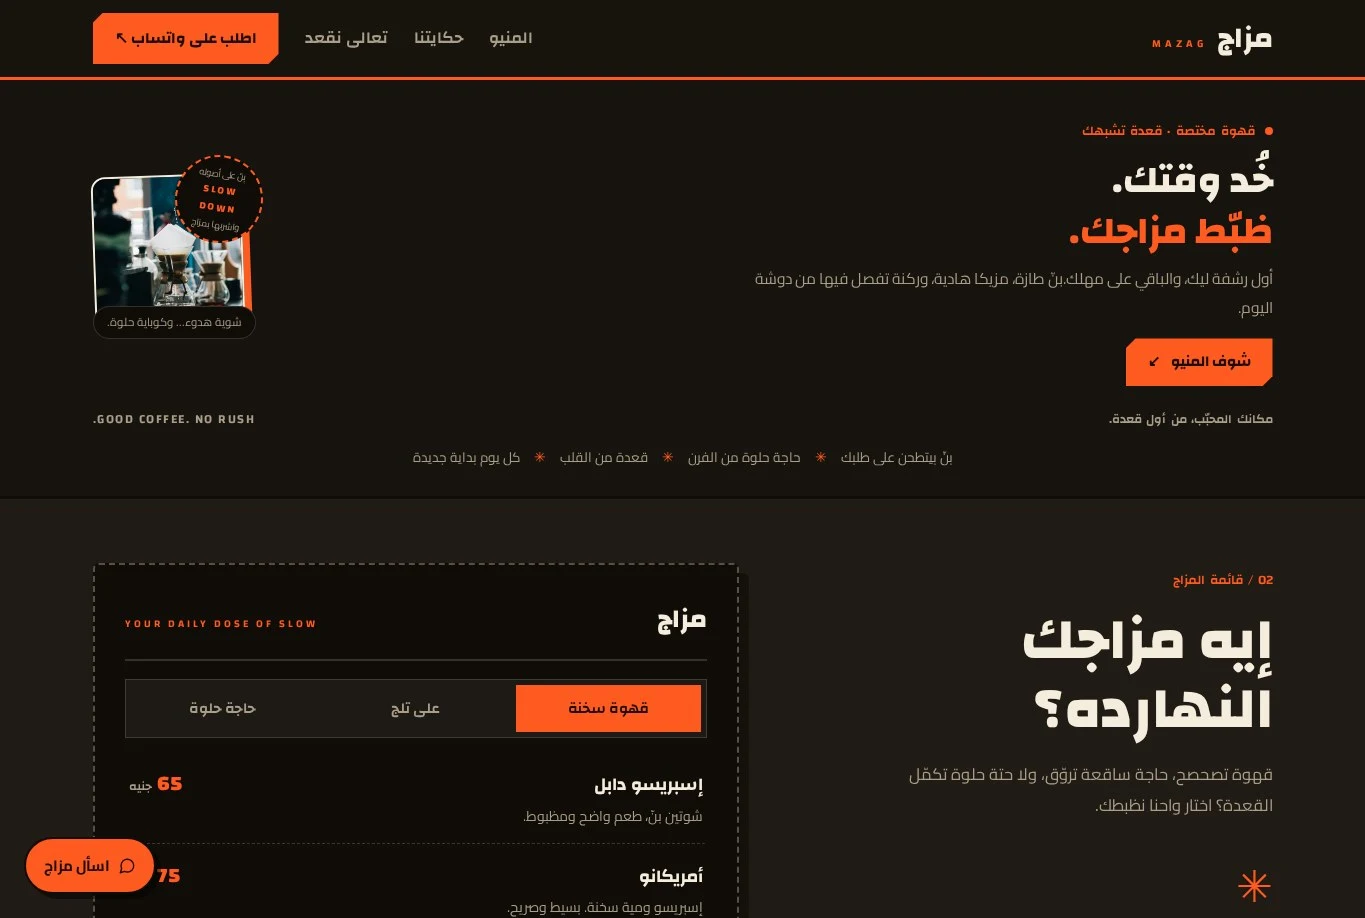 مزاج MAZAG
المنيو حكايتنا تعالى نقعد اطلب على واتساب ↖
قهوة مختصة · قعدة تشبهك
خُد وقتك.
ظبّط مزاجك.
أول رشفة ليك، والباقي على مهلك.بنّ طازة، مزيكا هادية، وركنة تفصل فيها من دوشة
اليوم.
شوف المنيو ↙
بنّ على أصوله
SLOW
DOWN
واشربها بمزاج
شوية هدوء... وكوباية حلوة.
مكانك المحبّب، من أول قعدة.
.GOOD COFFEE. NO RUSH
بنّ بيتطحن على طلبك ✳ حاجة حلوة من الفرن ✳ قعدة من القلب ✳ كل يوم بداية جديدة
02 / قائمة المزاج
إيه مزاجك
النهارده؟
قهوة تصحصح، حاجة ساقعة تروّق، ولا حتة حلوة تكمّل
القعدة؟ اختار واحنا نظبطك.
مزاج
YOUR DAILY DOSE OF SLOW
قهوة سخنة على تلج حاجة حلوة
إسبريسو دابل 65 جنيه
شوتين بنّ، طعم واضح ومظبوط.
أمريكانو 75
إسبريسو ومية سخنة. بسيط وصريح.
اسأل مزاج